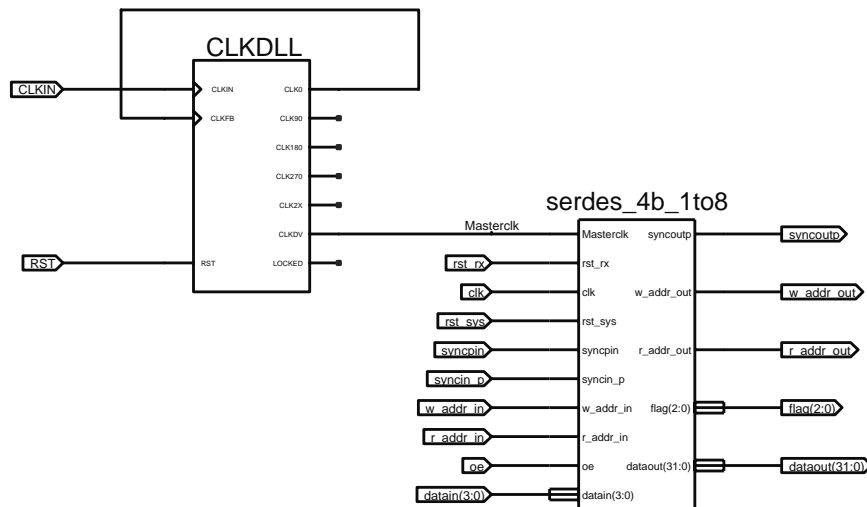 CLKDLL
CLKIN CLKIN CLK0
CLKFB CLK90
CLK180
CLK270
CLK2X
CLKDV
RST RST LOCKED
serdes_4b_1to8
Masterclk Masterclk syncoutp syncoutp
rst_rx rst_rx
clk clk w_addr_out w_addr_out
rst_sys rst_sys
syncpin syncpin r_addr_out r_addr_out
syncin_p syncin_p
w_addr_in w_addr_in flag(2:0) flag(2:0)
r_addr_in r_addr_in
oe oe dataout(31:0) dataout(31:0)
datain(3:0) datain(3:0)